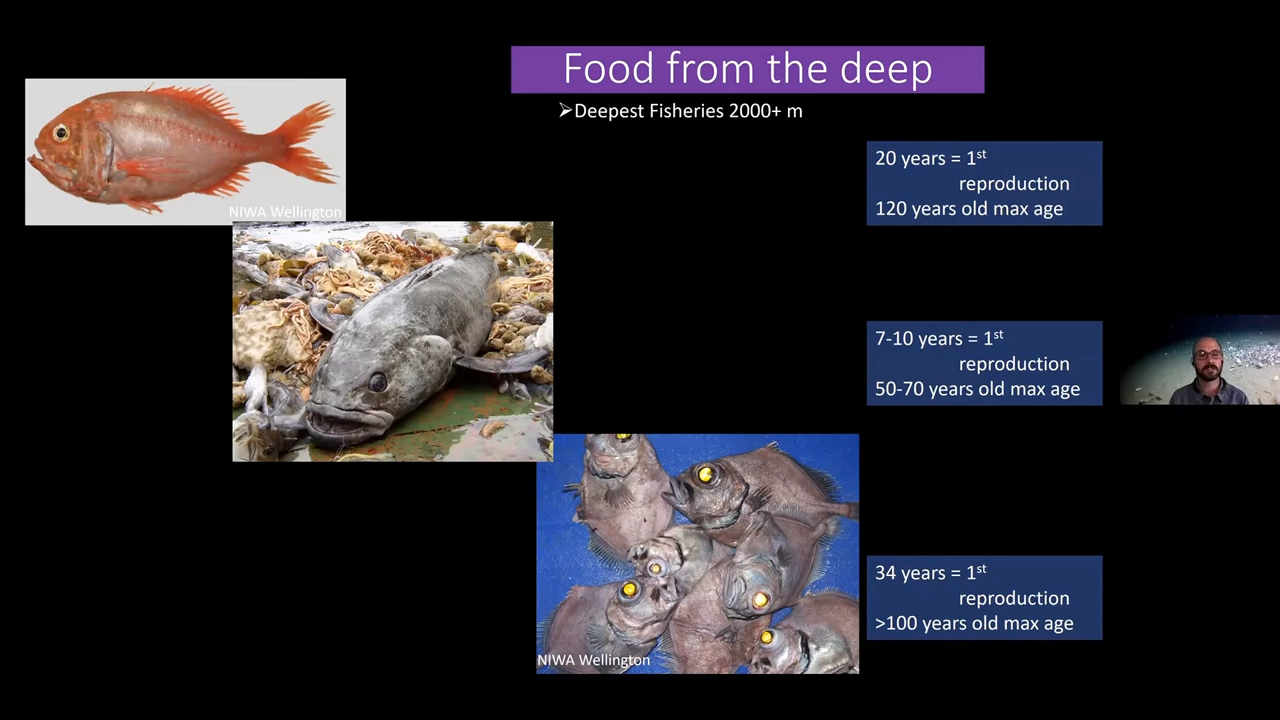 Food from the deep
➢Deepest Fisheries 2000+ m
NIWA Wellington
20 years = 1st
reproduction
120 years old max age
7-10 years = 1st
reproduction
50-70 years old max age
34 years = 1st
reproduction
>100 years old max age
NIWA Wellington